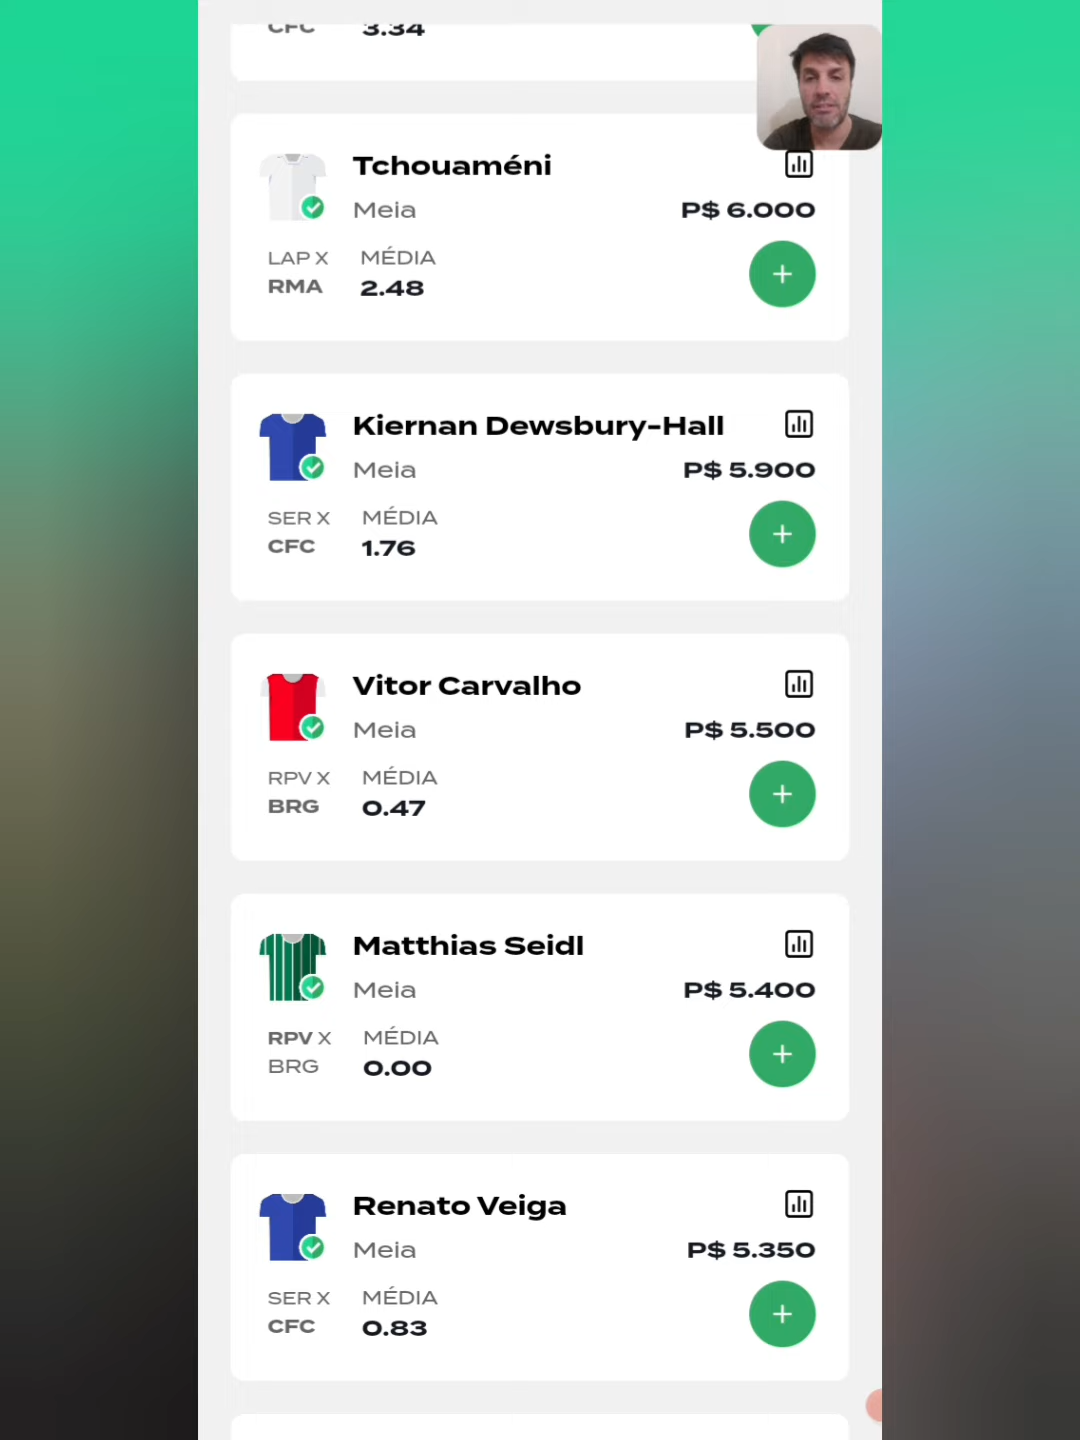 CFC 3.34
Tchouaméni
Meia P$ 6.000
LAP X MÉDIA
RMA 2.48
Kiernan Dewsbury-Hall
Meia P$ 5.900
SER X MÉDIA
CFC 1.76
Vitor Carvalho
Meia P$ 5.500
RPV X MÉDIA
BRG 0.47
Matthias Seidl
Meia P$ 5.400
RPV X MÉDIA
BRG 0.00
Renato Veiga
Meia P$ 5.350
SER X MÉDIA
CFC 0.83